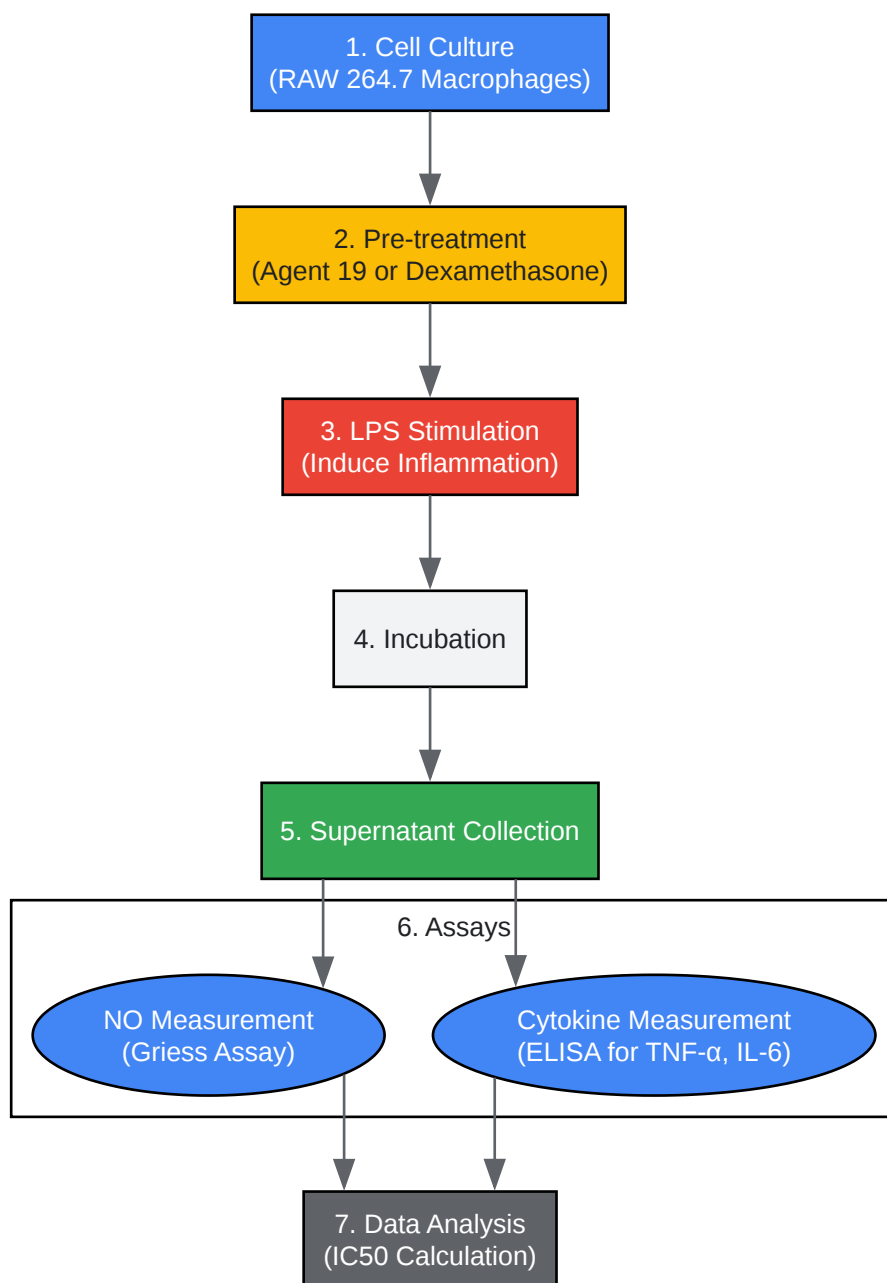 1. Cell Culture
(RAW 264.7 Macrophages)
2. Pre-treatment
(Agent 19 or Dexamethasone)
3. LPS Stimulation
(Induce Inflammation)
4. Incubation
5. Supernatant Collection
6. Assays
NO Measurement
(Griess Assay)
Cytokine Measurement
(ELISA for TNF-α, IL-6)
7. Data Analysis
(IC50 Calculation)